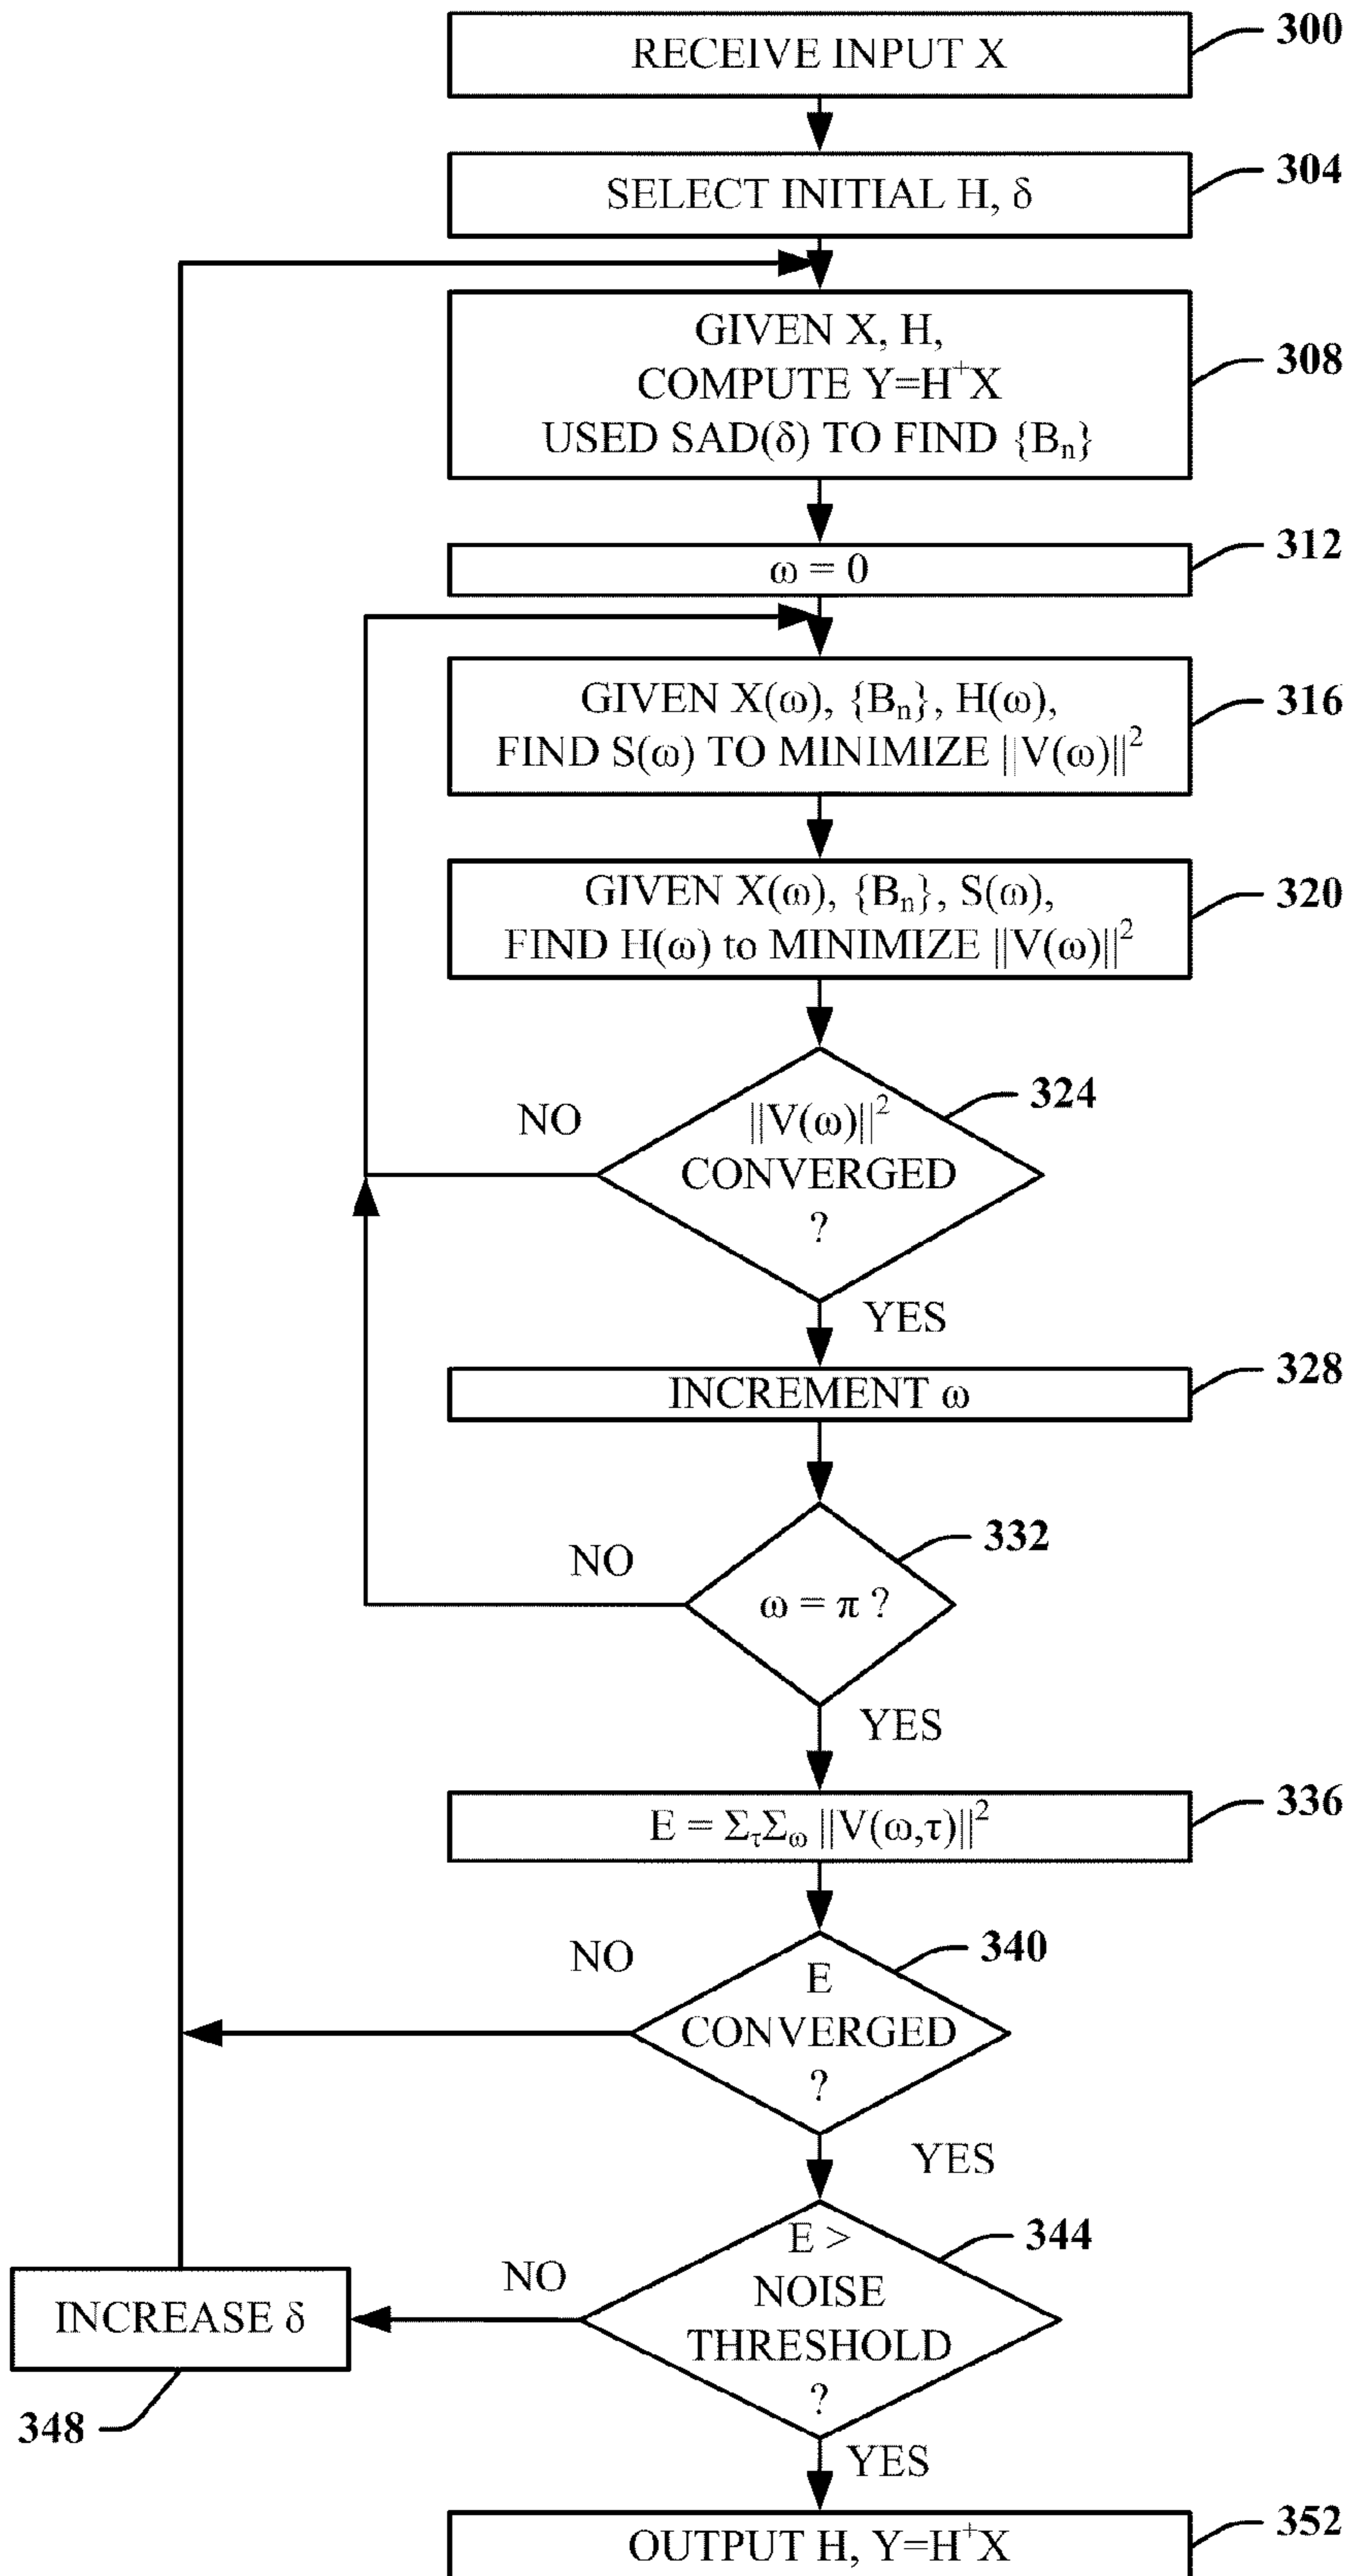 RECEIVE INPUT X
300
SELECT INITIAL H, δ
304
GIVEN X, H,
COMPUTE Y=H⁺X
USED SAD(δ) TO FIND {Bₙ}
308
ω = 0
312
GIVEN X(ω), {Bₙ}, H(ω),
FIND S(ω) TO MINIMIZE ||V(ω)||²
316
GIVEN X(ω), {Bₙ}, S(ω),
FIND H(ω) to MINIMIZE ||V(ω)||²
320
||V(ω)||²
CONVERGED
?
324
NO
YES
INCREMENT ω
328
ω = π ?
332
NO
YES
E = Σ_τΣ_ω ||V(ω,τ)||²
336
E
CONVERGED
?
340
NO
YES
E >
NOISE
THRESHOLD
?
344
NO
INCREASE δ
348
YES
OUTPUT H, Y=H⁺X
352